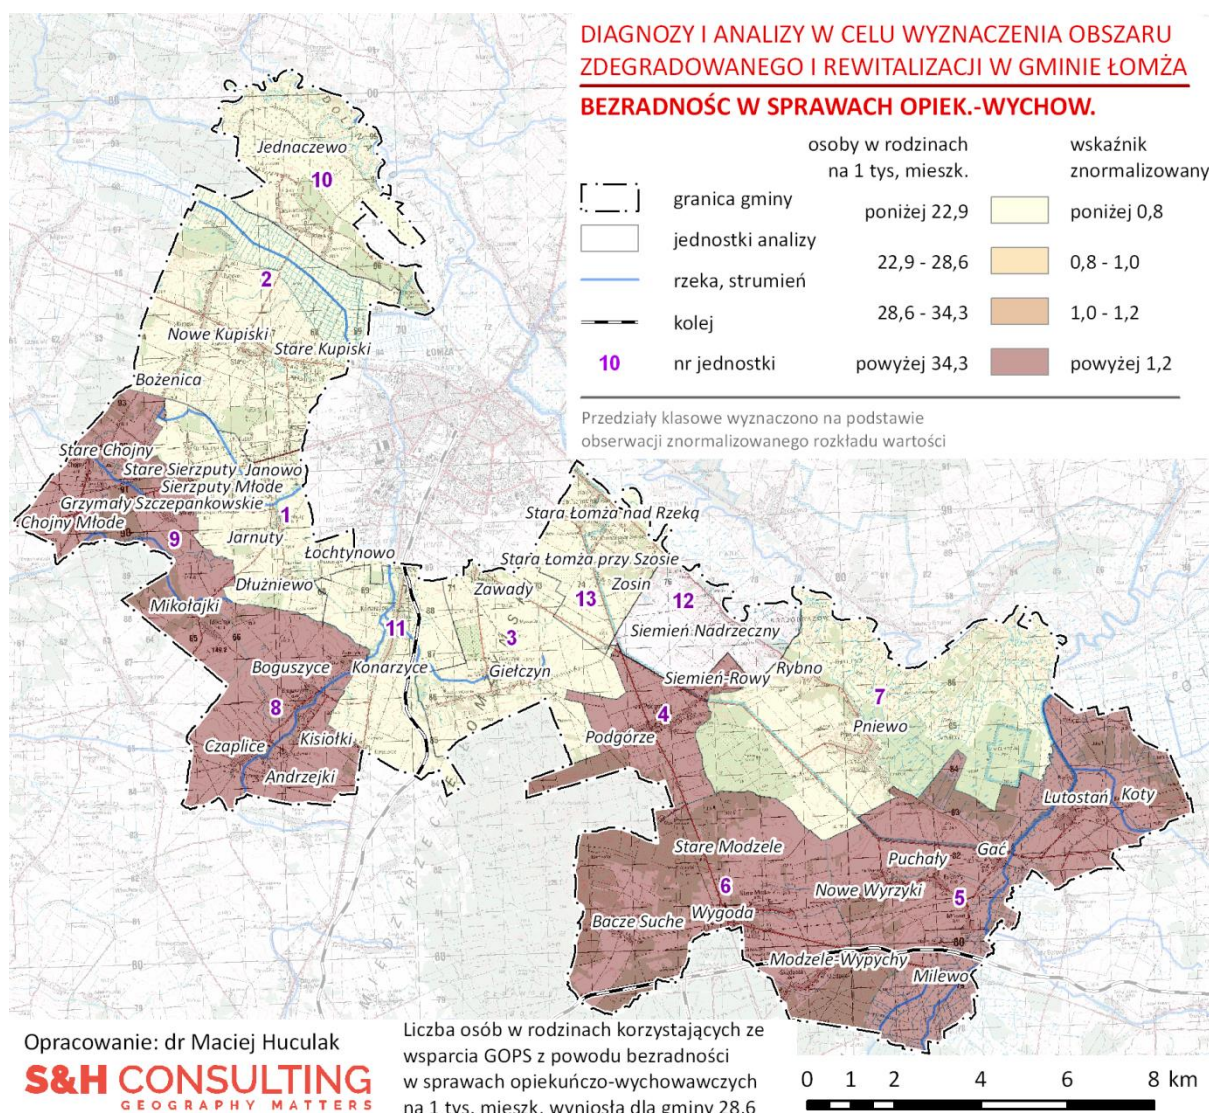 DIAGNOZY I ANALIZY W CELU WYZNACZENIA OBSZARU
ZDEGRADOWANEGO I REWITALIZACJI W GMINIE ŁOMŻA
BEZRADNOŚC W SPRAWACH OPIEK.-WYCHOW.
osoby w rodzinach
na 1 tys, mieszk.
wskaźnik
znormalizowany
granica gminy
poniżej 22,9
poniżej 0,8
jednostki analizy
22,9 - 28,6
0,8 - 1,0
rzeka, strumień
28,6 - 34,3
1,0 - 1,2
kolej
10
nr jednostki
powyżej 34,3
powyżej 1,2
Przedziały klasowe wyznaczono na podstawie
obserwacji znormalizowanego rozkładu wartości
Jednaczewo
10
2
Nowe Kupiski
Stare Kupiski
Bożenica
Stare Chojny
Stare Sierzputy
Janowo
Sierzputy Młode
Grzymały Szczepankowskie
Chojny Młode
1
9
Jarnuty
Łochtynowo
Dłużniewo
Mikołajki
Stara Łomża nad Rzeką
Stara Łomża przy Szosie
Zawady
Zosin
13
12
11
3
Siemień Nadrzeczny
Boguszyce
Konarzyce
Giełczyn
Siemień-Rowy
Rybno
7
8
4
Pniewo
Czaplice
Kisiołki
Podgórze
Andrzejki
Lutostań
Koty
Stare Modzele
Puchały
Gać
6
Nowe Wyrzyki
5
Bacze Suche
Wygoda
Modzele-Wypychy
Milewo
Opracowanie: dr Maciej Huculak
S&H CONSULTING
GEOGRAPHY MATTERS
Liczba osób w rodzinach korzystających ze
wsparcia GOPS z powodu bezradności
w sprawach opiekuńczo-wychowawczych
na 1 tys. mieszk. wyniosła dla gminy 28,6
0 1 2 4 6 8 km